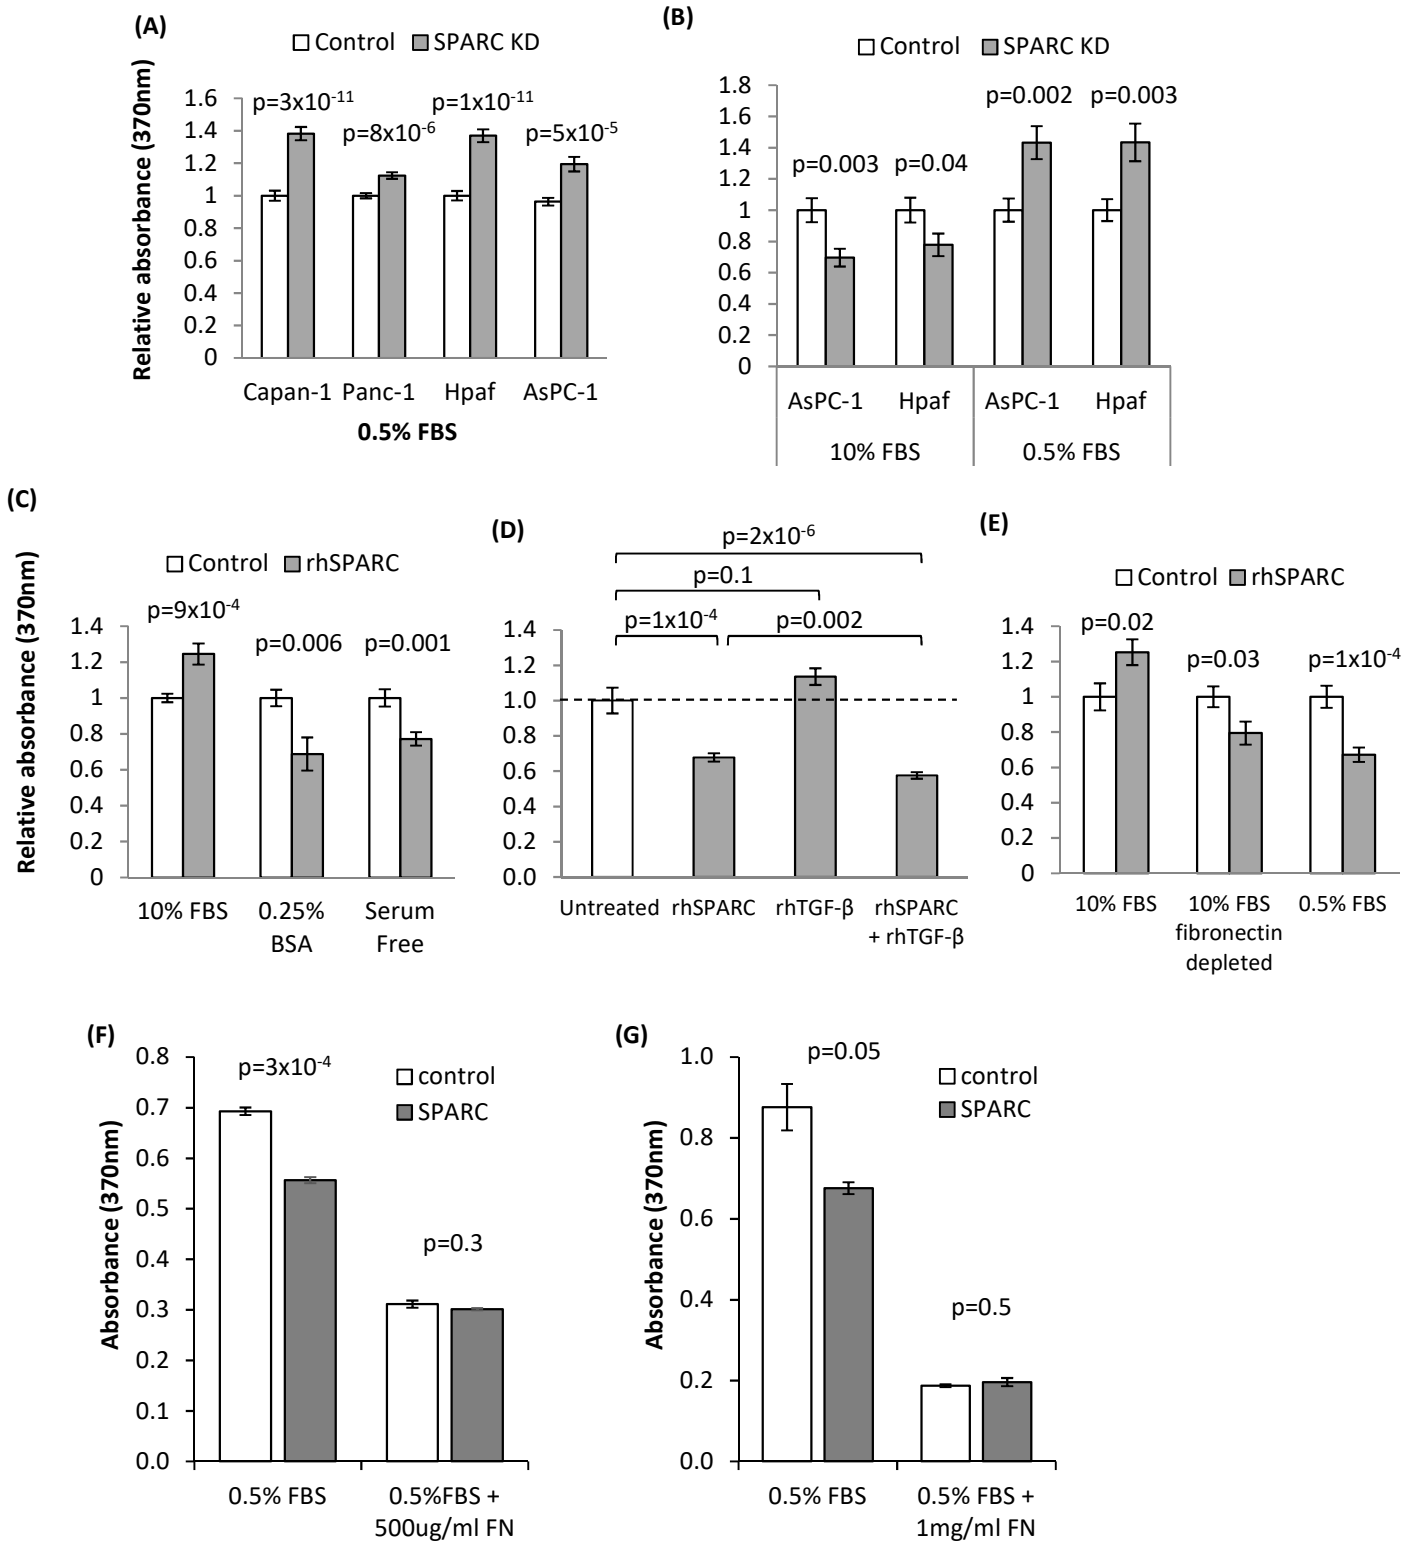 (A)
Control SPARC KD
Relative absorbance (370nm)
1.6
1.4
1.2
1
0.8
0.6
0.4
0.2
0
p=3x10-11
p=8x10-6
p=1x10-11
p=5x10-5
Capan-1 Panc-1 Hpaf AsPC-1
0.5% FBS
(B)
Control SPARC KD
1.8
1.6
1.4
1.2
1
0.8
0.6
0.4
0.2
0
p=0.003 p=0.04 p=0.002 p=0.003
AsPC-1 Hpaf AsPC-1 Hpaf
10% FBS 0.5% FBS
(C)
Relative absorbance (370nm)
Control rhSPARC
p=9x10-4
p=0.006 p=0.001
1.4
1.2
1
0.8
0.6
0.4
0.2
0
10% FBS 0.25% Serum
BSA Free
(D)
p=2x10-6
p=0.1
p=1x10-4 p=0.002
1.4
1.2
1.0
0.8
0.6
0.4
0.2
0.0
Untreated rhSPARC rhTGF-β rhSPARC
+ rhTGF-β
(E)
Control rhSPARC
p=0.02
p=0.03 p=1x10-4
1.4
1.2
1
0.8
0.6
0.4
0.2
0
10% FBS 10% FBS 0.5% FBS
fibronectin
depleted
(F)
Absorbance (370nm)
0.8
0.7
0.6
0.5
0.4
0.3
0.2
0.1
0.0
p=3x10-4
control
SPARC
p=0.3
0.5% FBS 0.5%FBS +
500ug/ml FN
(G)
Absorbance (370nm)
1.0
0.8
0.6
0.4
0.2
0.0
p=0.05
control
SPARC
p=0.5
0.5% FBS 0.5% FBS +
1mg/ml FN